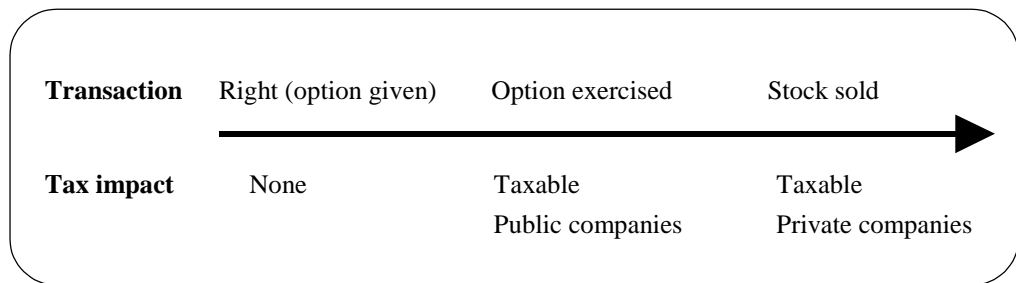 Transaction Right (option given) Option exercised Stock sold
Tax impact None Taxable Taxable
Public companies Private companies